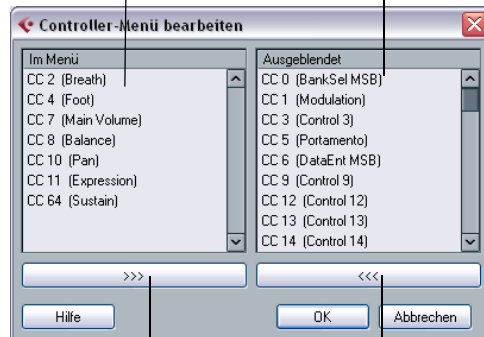 Controller-Menü bearbeiten
Im Menü
CC 2 (Breath)
CC 4 (Foot)
CC 7 (Main Volume)
CC 8 (Balance)
CC 10 (Pan)
CC 11 (Expression)
CC 64 (Sustain)
>>>
Ausgeblendet
CC 0 (BankSel MSB)
CC 1 (Modulation)
CC 3 (Control 3)
CC 5 (Portamento)
CC 6 (DataEnt MSB)
CC 9 (Control 9)
CC 12 (Control 12)
CC 13 (Control 13)
CC 14 (Control 14)
<<<
Hilfe
OK
Abbrechen